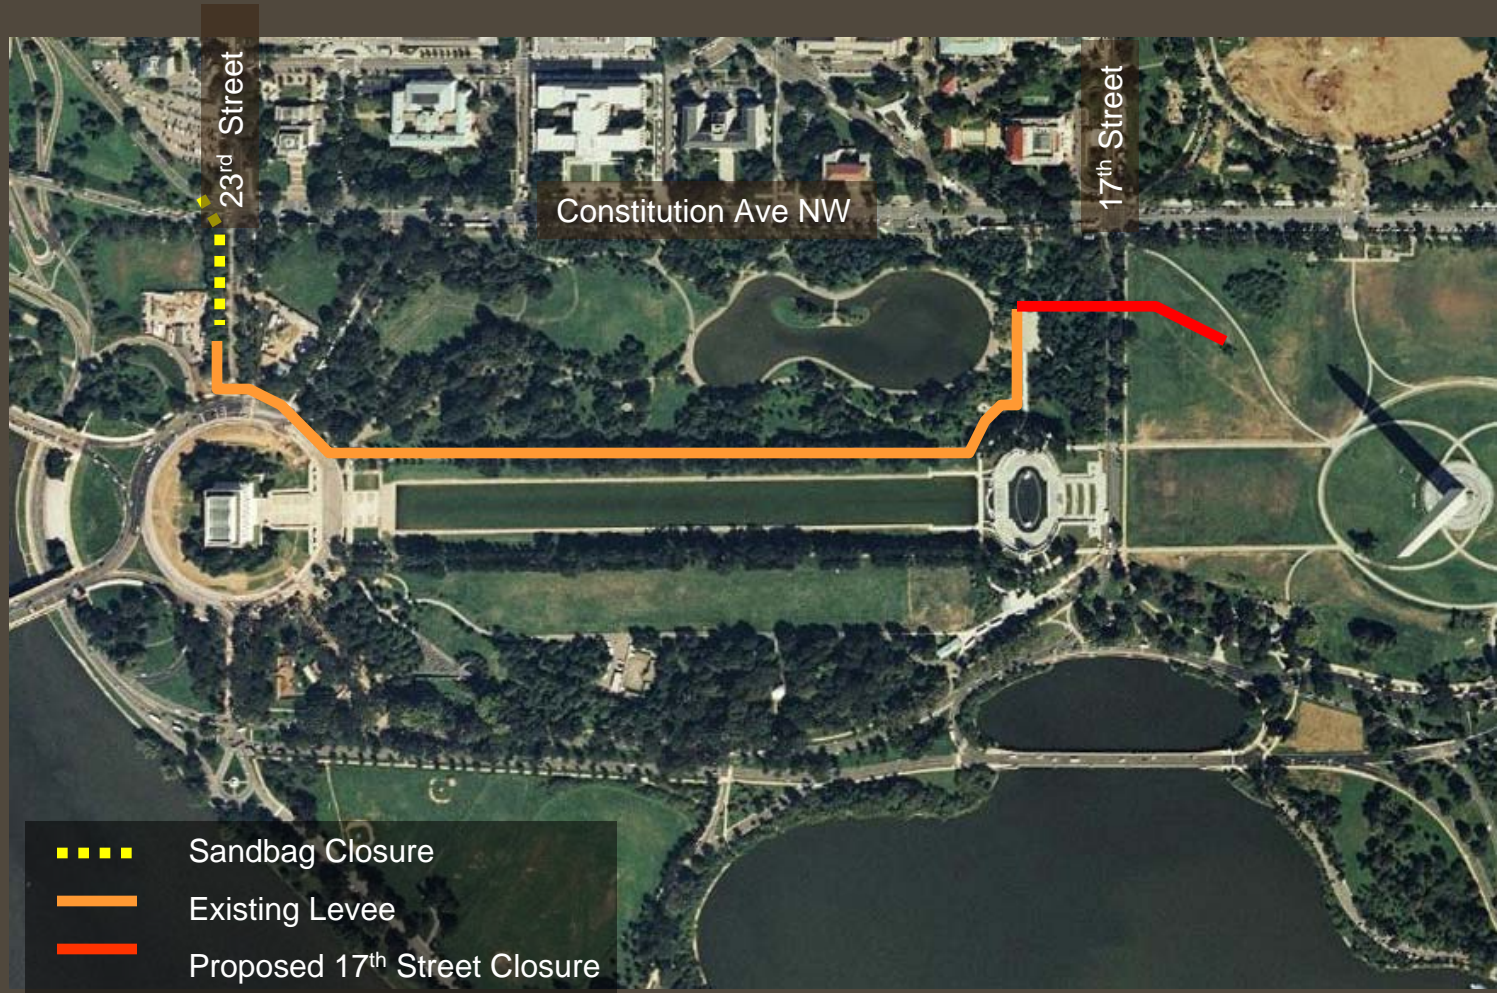 23rd Street
17th Street
Constitution Ave NW
Sandbag Closure
Existing Levee
Proposed 17th Street Closure